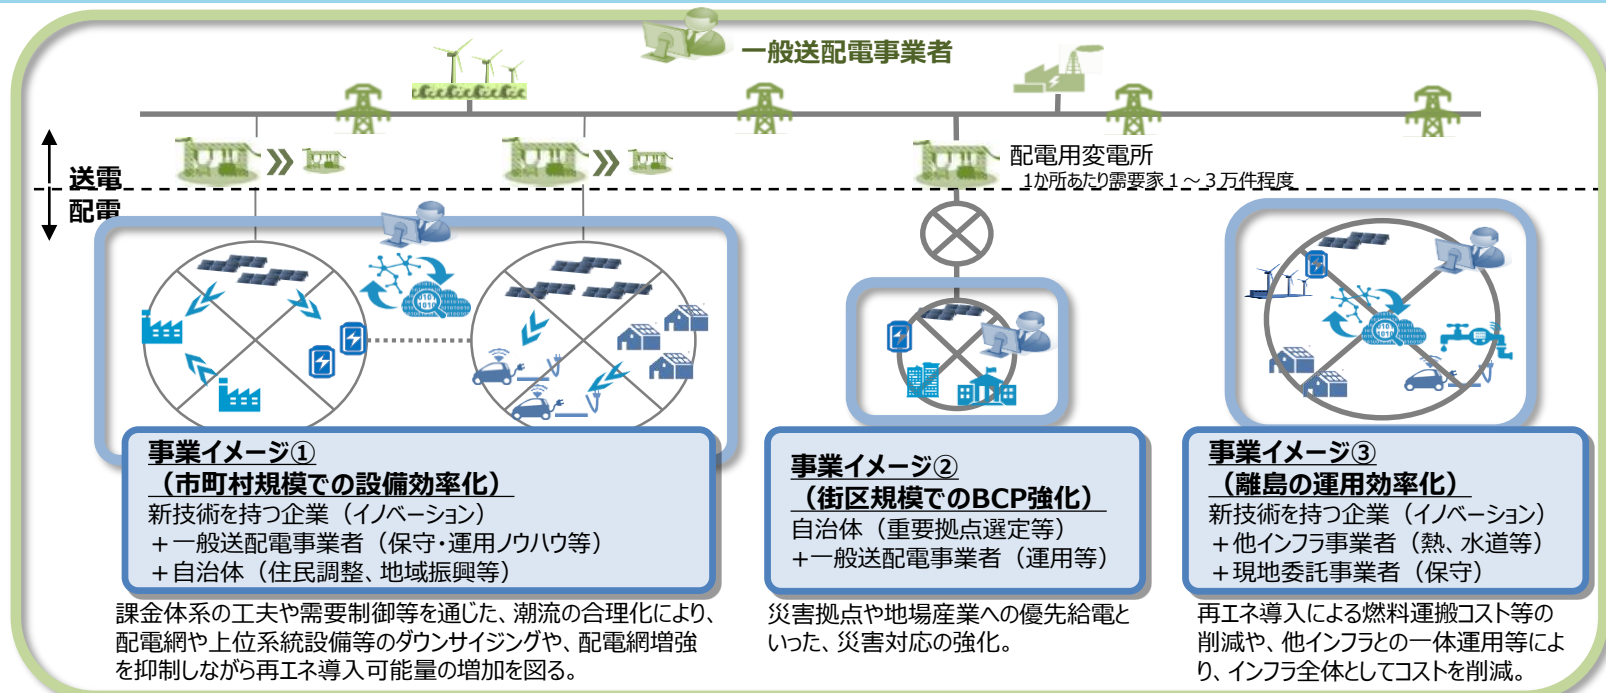 一般送配電事業者
送電
配電
配電用変電所
1か所あたり需要家１～３万件程度
事業イメージ①
（市町村規模での設備効率化）
新技術を持つ企業（イノベーション）
＋一般送配電事業者（保守・運用ノウハウ等）
＋自治体（住民調整、地域振興等）
課金体系の工夫や需要制御等を通じた、潮流の合理化により、
配電網や上位系統設備等のダウンサイジングや、配電網増強
を抑制しながら再エネ導入可能量の増加を図る。
事業イメージ②
（街区規模でのBCP強化）
自治体（重要拠点選定等）
＋一般送配電事業者（運用等）
災害拠点や地場産業への優先給電と
いった、災害対応の強化。
事業イメージ③
（離島の運用効率化）
新技術を持つ企業（イノベーション）
＋他インフラ事業者（熱、水道等）
＋現地委託事業者（保守）
再エネ導入による燃料運搬コスト等の
削減や、他インフラとの一体運用等によ
り、インフラ全体としてコストを削減。